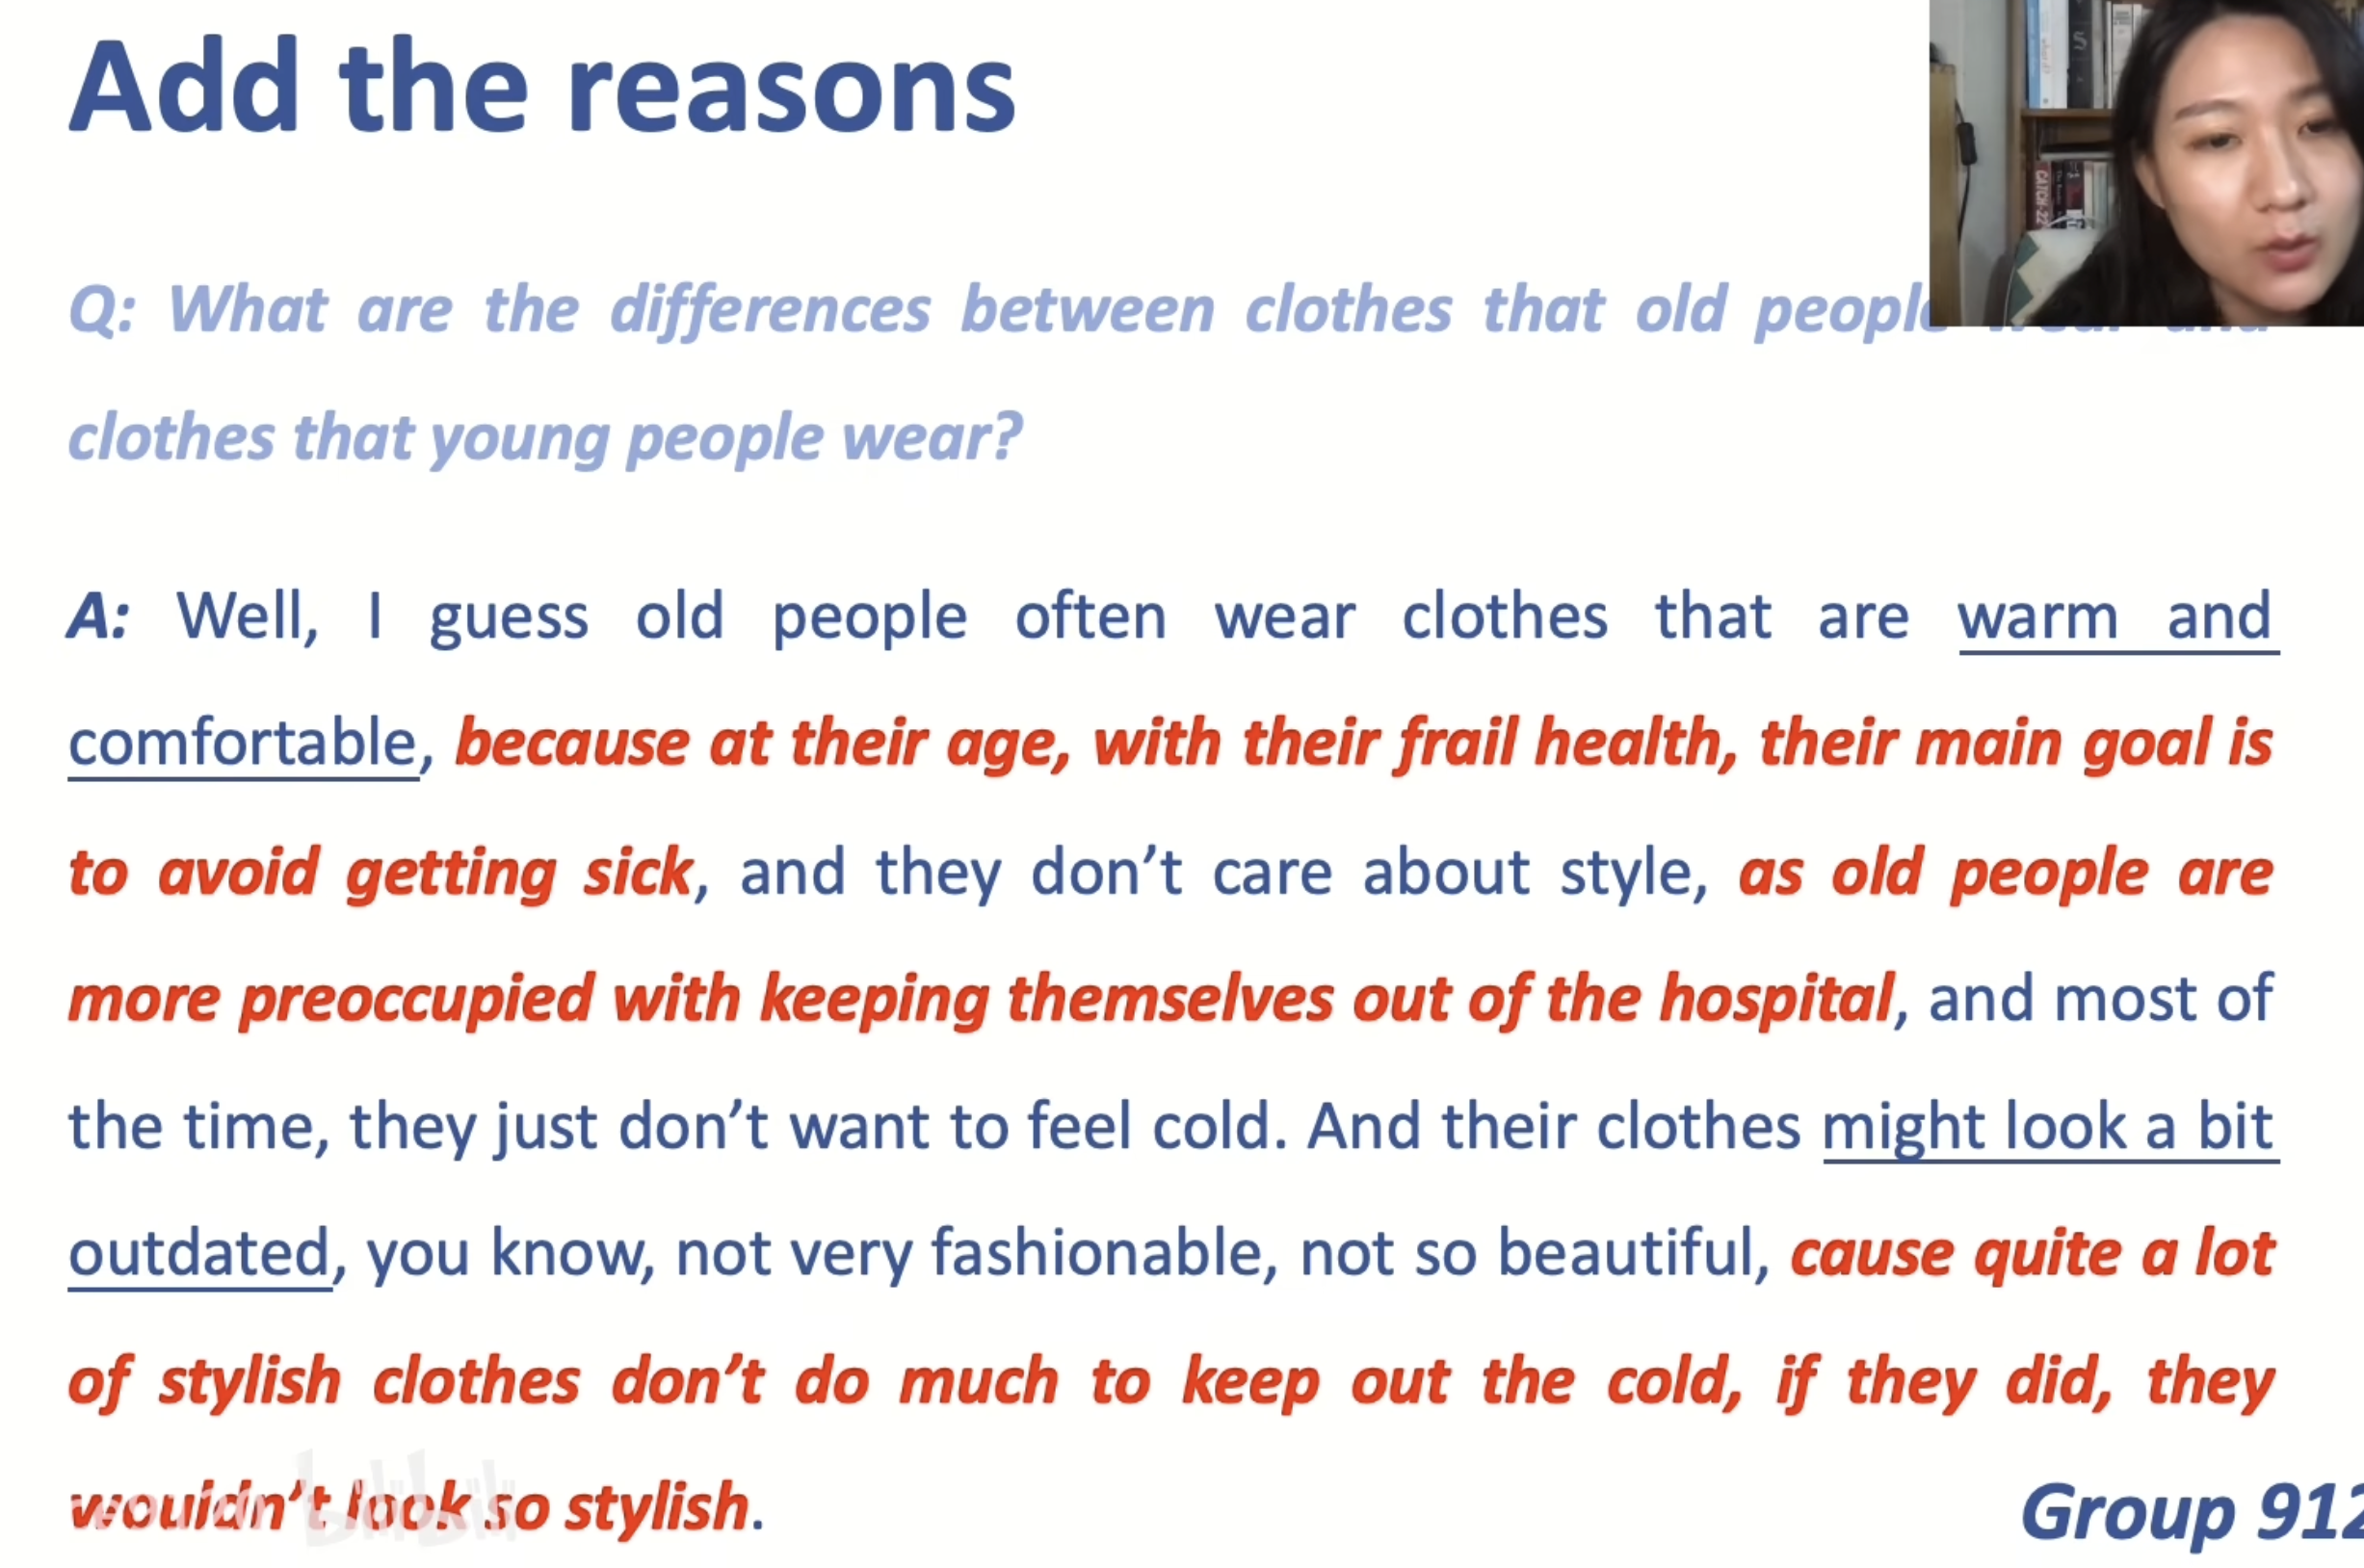 Add the reasons
Q: What are the differences between clothes that old people
clothes that young people wear?
A: Well, I guess old people often wear clothes that are warm and
comfortable, because at their age, with their frail health, their main goal is
to avoid getting sick, and they don't care about style, as old people are
more preoccupied with keeping themselves out of the hospital, and most of
the time, they just don't want to feel cold. And their clothes might look a bit
outdated, you know, not very fashionable, not so beautiful, cause quite a lot
of stylish clothes don't do much to keep out the cold, if they did, they
wouldn't look so stylish.
bilibili
Group 912
CATCH-22